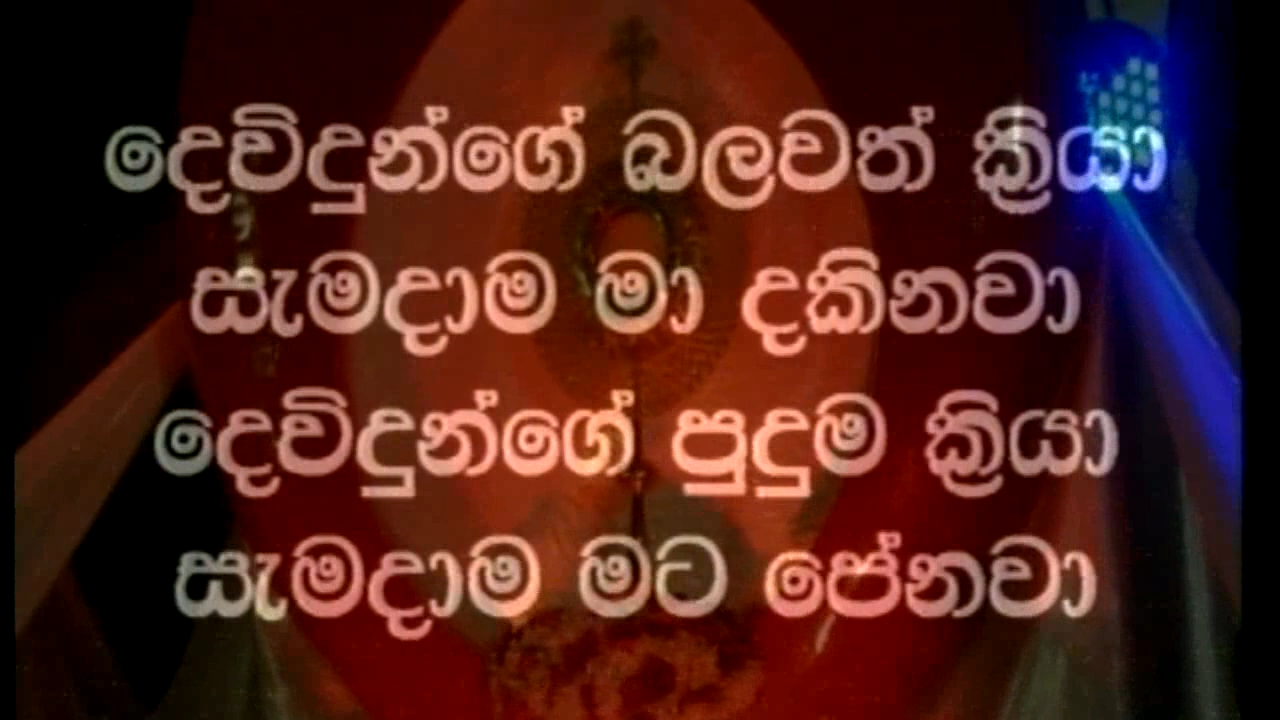 දෙවිදුන්ගේ බලවත් ක්‍රියා
සැමදාම මා දකිනවා
දෙවිදුන්ගේ පුදුම ක්‍රියා
සැමදාම මට පේනවා